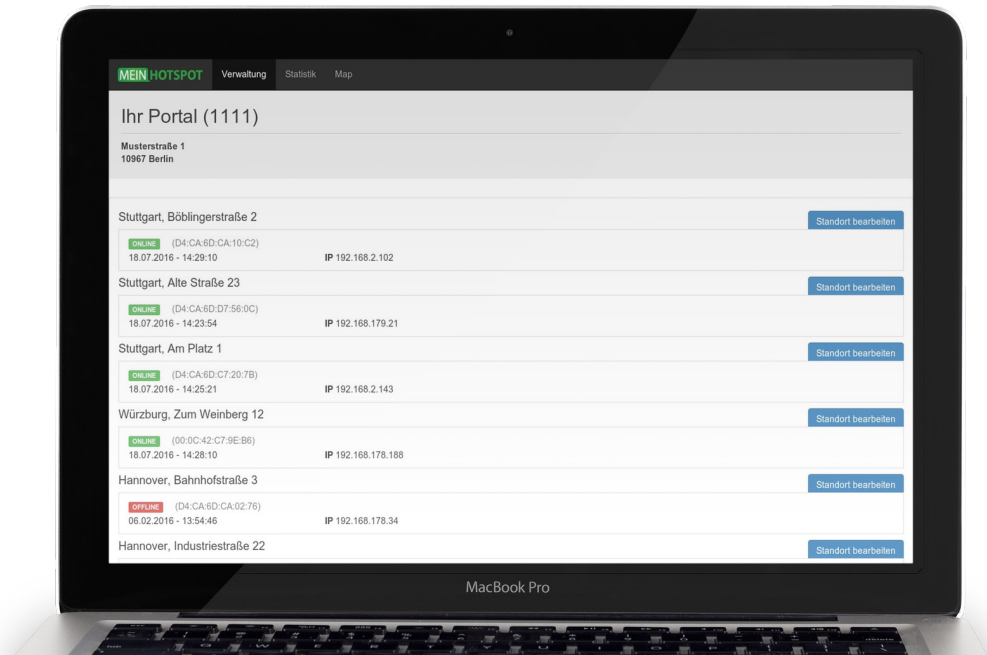 MEIN HOTSPOT Verwaltung Statistik Map
Ihr Portal (1111)
Musterstraße 1
10967 Berlin
Stuttgart, Böblingerstraße 2 Standort bearbeiten
ONLINE (D4:CA:6D:CA:10:C2)
18.07.2016 - 14:29:10 IP 192.168.2.102
Stuttgart, Alte Straße 23 Standort bearbeiten
ONLINE (D4:CA:6D:D7:56:0C)
18.07.2016 - 14:23:54 IP 192.168.179.21
Stuttgart, Am Platz 1 Standort bearbeiten
ONLINE (D4:CA:6D:C7:20:7B)
18.07.2016 - 14:25:21 IP 192.168.2.143
Würzburg, Zum Weinberg 12 Standort bearbeiten
ONLINE (00:0C:42:C7:9E:B6)
18.07.2016 - 14:28:10 IP 192.168.178.188
Hannover, Bahnhofstraße 3 Standort bearbeiten
OFFLINE (D4:CA:6D:CA:02:76)
06.02.2016 - 13:54:46 IP 192.168.178.34
Hannover, Industriestraße 22 Standort bearbeiten
MacBook Pro